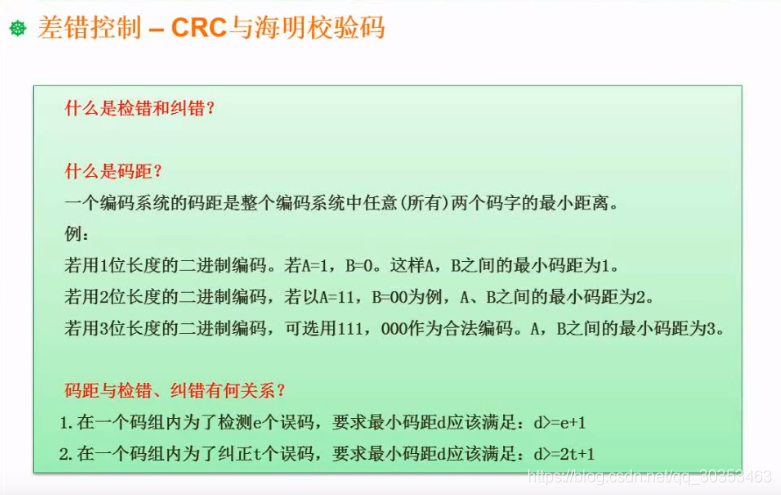 差错控制 – CRC与海明校验码
什么是检错和纠错？
什么是码距？
一个编码系统的码距是整个编码系统中任意(所有)两个码字的最小距离。
例：
若用1位长度的二进制编码。若A=1，B=0。这样A，B之间的最小码距为1。
若用2位长度的二进制编码，若以A=11，B=00为例，A、B之间的最小码距为2。
若用3位长度的二进制编码，可选用111，000作为合法编码。A，B之间的最小码距为3。
码距与检错、纠错有何关系？
1.在一个码组内为了检测e个误码，要求最小码距d应该满足：d>=e+1
2.在一个码组内为了纠正t个误码，要求最小码距d应该满足：d>=2t+1
https://blog.csdn.net/qq_30353463